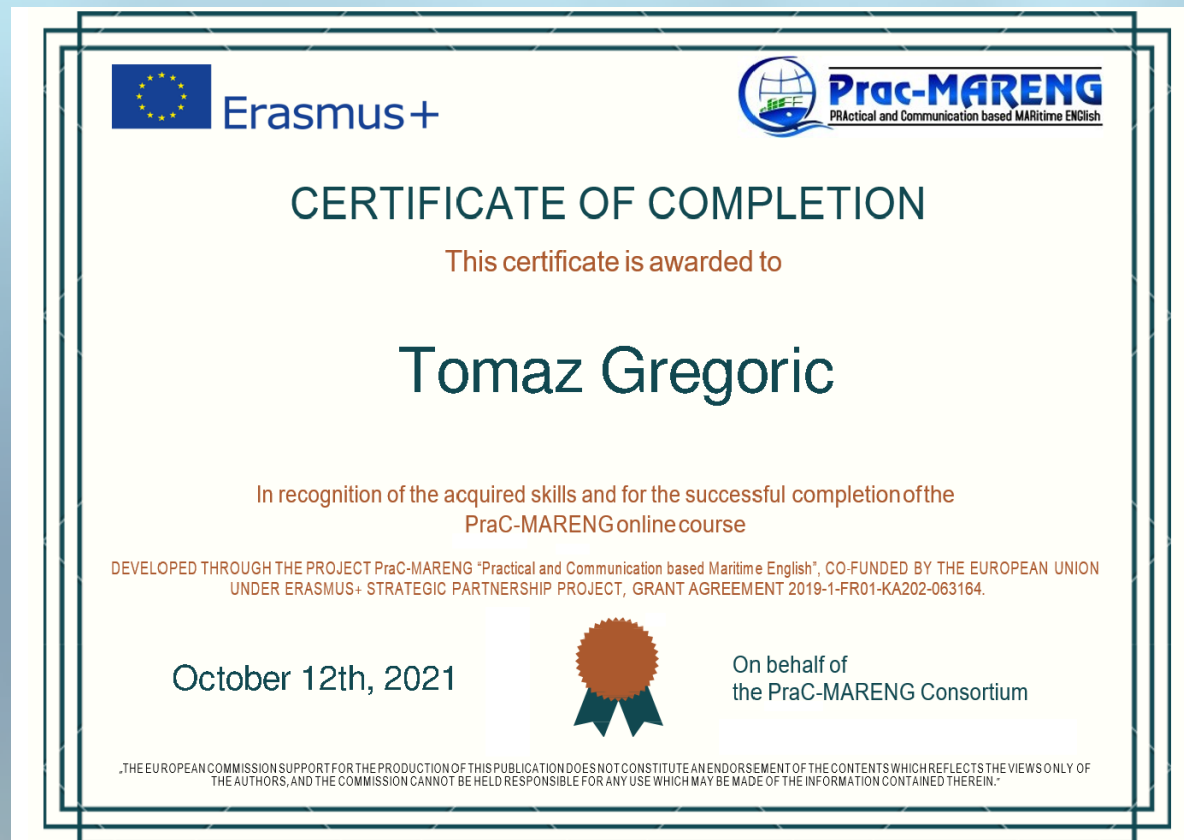 Erasmus+
Prac-MARENG
PRActical and Communication based MARitime ENGlish
CERTIFICATE OF COMPLETION
This certificate is awarded to
Tomaz Gregoric
In recognition of the acquired skills and for the successful completion of the
PraC-MARENG online course
DEVELOPED THROUGH THE PROJECT PraC-MARENG “Practical and Communication based Maritime English”, CO-FUNDED BY THE EUROPEAN UNION
UNDER ERASMUS+ STRATEGIC PARTNERSHIP PROJECT, GRANT AGREEMENT 2019-1-FR01-KA202-063164.
October 12th, 2021
On behalf of
the PraC-MARENG Consortium
„THE EUROPEAN COMMISSION SUPPORT FOR THE PRODUCTION OF THIS PUBLICATION DOES NOT CONSTITUTE AN ENDORSEMENT OF THE CONTENTS WHICH REFLECTS THE VIEWS ONLY OF
THE AUTHORS, AND THE COMMISSION CANNOT BE HELD RESPONSIBLE FOR ANY USE WHICH MAY BE MADE OF THE INFORMATION CONTAINED THEREIN.”